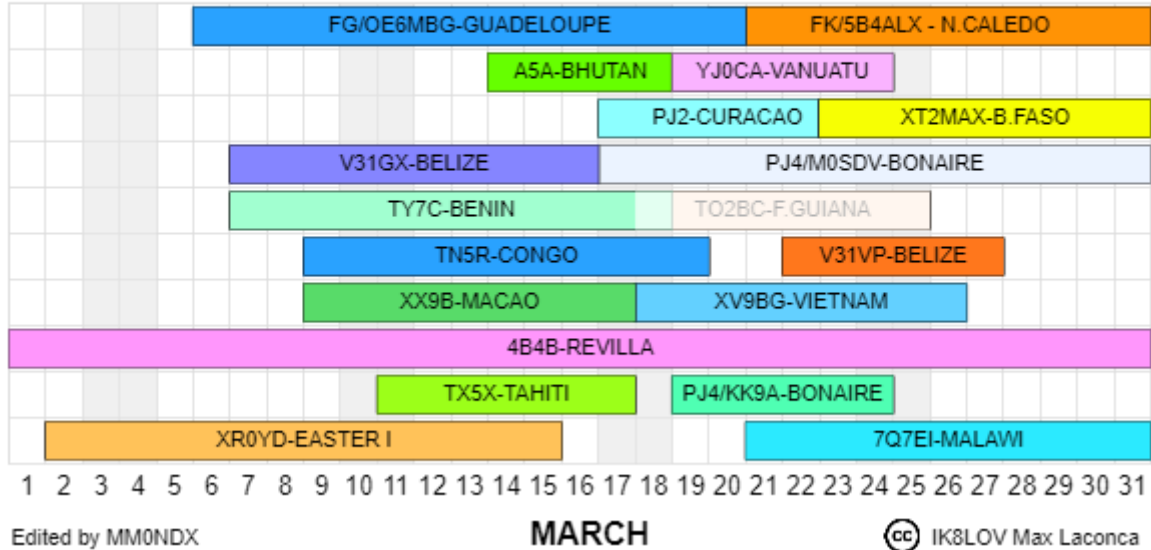 FG/OE6MBG-GUADELOUPE FK/5B4ALX - N.CALEDO
A5A-BHUTAN YJ0CA-VANUATU
PJ2-CURACAO XT2MAX-B.FASO
V31GX-BELIZE PJ4/M0SDV-BONAIRE
TY7C-BENIN TO2BC-F.GUIANA
TN5R-CONGO V31VP-BELIZE
XX9B-MACAO XV9BG-VIETNAM
4B4B-REVILLA
TX5X-TAHITI PJ4/KK9A-BONAIRE
XR0YD-EASTER I 7Q7EI-MALAWI
1 2 3 4 5 6 7 8 9 10 11 12 13 14 15 16 17 18 19 20 21 22 23 24 25 26 27 28 29 30 31
Edited by MM0NDX MARCH cc IK8LOV Max Laconca